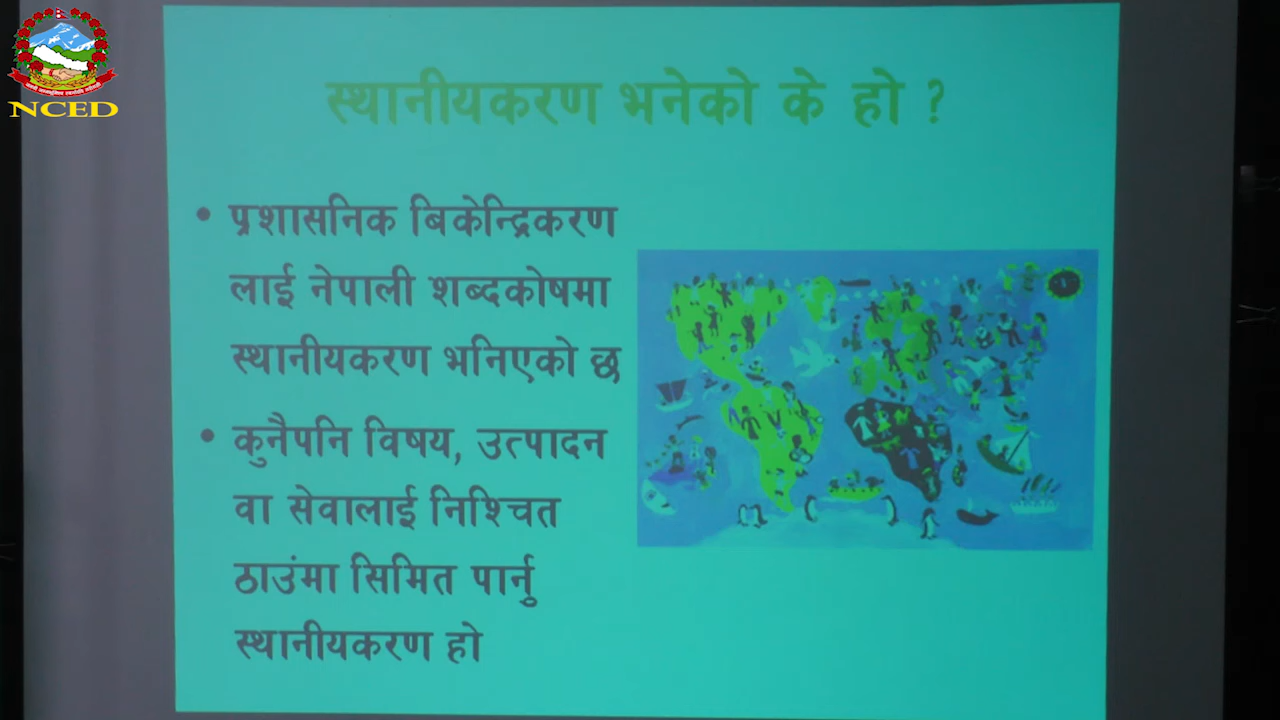 NCED
स्थानीयकरण भनेको के हो ?
• प्रशासनिक बिकेन्द्रिकरण
लाई नेपाली शब्दकोषमा
स्थानीयकरण भनिएको छ
• कुनैपनि विषय, उत्पादन
वा सेवालाई निश्चित
ठाउंमा सिमित पार्नु
स्थानीयकरण हो